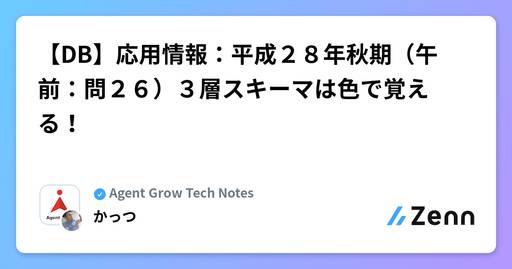 【DB】応用情報：平成２８年秋期（午
前：問２６）３層スキーマは色で覚え
る！
Agent Grow Tech Notes
Agent
かっつ
Zenn